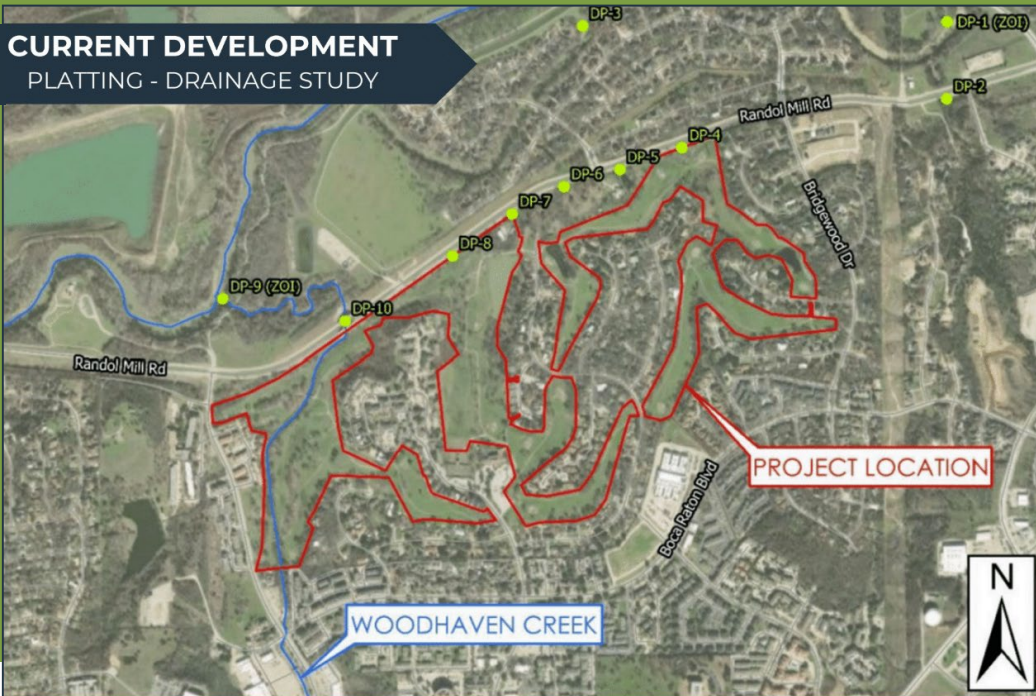 CURRENT DEVELOPMENT
PLATTING - DRAINAGE STUDY
DP-3
DP-1 (ZOI)
DP-2
Randol Mill Rd
DP-4
DP-5
DP-6
DP-7
Bridgewood Dr
DP-8
DP-9 (ZOI)
DP-10
Randol Mill Rd
PROJECT LOCATION
Boca Raton Blvd
WOODHAVEN CREEK
N